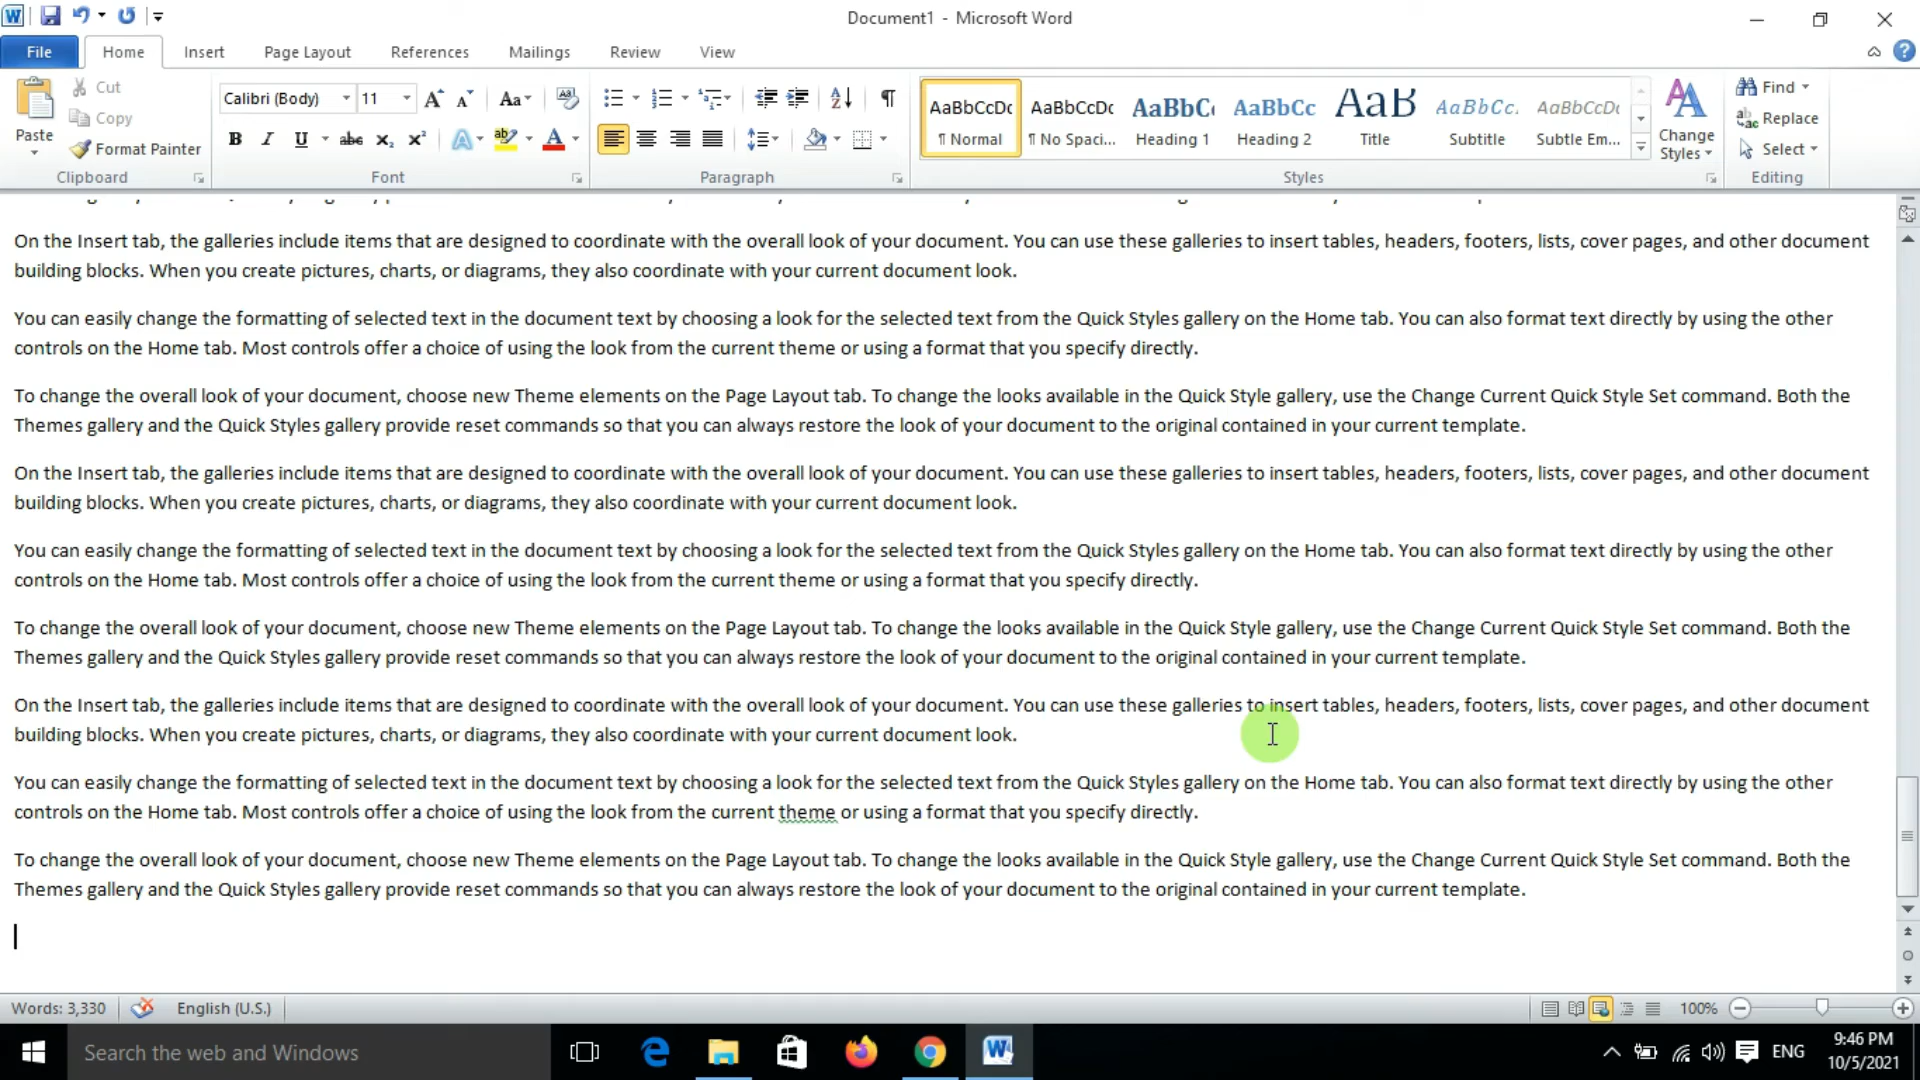 Document1 - Microsoft Word
File Home Insert Page Layout References Mailings Review View
Paste
Cut
Copy
Format Painter
Clipboard
Calibri (Body) 11
Font
Paragraph
AaBbCcDc AaBbCcDc AaBbC AaBbCc AaB AaBbCc. AaBbCcDc
¶ Normal ¶ No Spaci... Heading 1 Heading 2 Title Subtitle Subtle Em...
Change
Styles
Styles
Find
Replace
Select
Editing
On the Insert tab, the galleries include items that are designed to coordinate with the overall look of your document. You can use these galleries to insert tables, headers, footers, lists, cover pages, and other document
building blocks. When you create pictures, charts, or diagrams, they also coordinate with your current document look.
You can easily change the formatting of selected text in the document text by choosing a look for the selected text from the Quick Styles gallery on the Home tab. You can also format text directly by using the other
controls on the Home tab. Most controls offer a choice of using the look from the current theme or using a format that you specify directly.
To change the overall look of your document, choose new Theme elements on the Page Layout tab. To change the looks available in the Quick Style gallery, use the Change Current Quick Style Set command. Both the
Themes gallery and the Quick Styles gallery provide reset commands so that you can always restore the look of your document to the original contained in your current template.
On the Insert tab, the galleries include items that are designed to coordinate with the overall look of your document. You can use these galleries to insert tables, headers, footers, lists, cover pages, and other document
building blocks. When you create pictures, charts, or diagrams, they also coordinate with your current document look.
You can easily change the formatting of selected text in the document text by choosing a look for the selected text from the Quick Styles gallery on the Home tab. You can also format text directly by using the other
controls on the Home tab. Most controls offer a choice of using the look from the current theme or using a format that you specify directly.
To change the overall look of your document, choose new Theme elements on the Page Layout tab. To change the looks available in the Quick Style gallery, use the Change Current Quick Style Set command. Both the
Themes gallery and the Quick Styles gallery provide reset commands so that you can always restore the look of your document to the original contained in your current template.
On the Insert tab, the galleries include items that are designed to coordinate with the overall look of your document. You can use these galleries to insert tables, headers, footers, lists, cover pages, and other document
building blocks. When you create pictures, charts, or diagrams, they also coordinate with your current document look.
You can easily change the formatting of selected text in the document text by choosing a look for the selected text from the Quick Styles gallery on the Home tab. You can also format text directly by using the other
controls on the Home tab. Most controls offer a choice of using the look from the current theme or using a format that you specify directly.
To change the overall look of your document, choose new Theme elements on the Page Layout tab. To change the looks available in the Quick Style gallery, use the Change Current Quick Style Set command. Both the
Themes gallery and the Quick Styles gallery provide reset commands so that you can always restore the look of your document to the original contained in your current template.
Words: 3,330 English (U.S.) 100%
Search the web and Windows
ENG
9:46 PM
10/5/2021